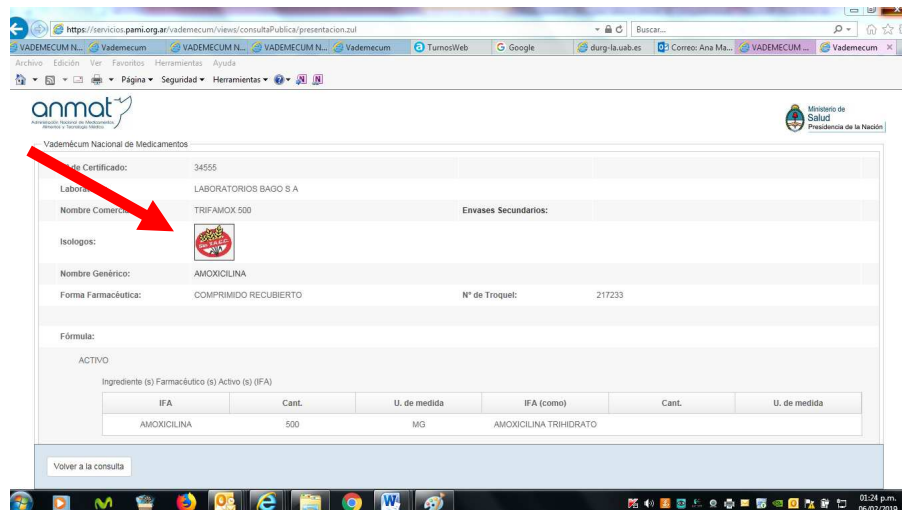 https://servicios.pami.org.ar/vademecum/views/consultaPublica/presentacion.zul
Buscar...
VADEMECUM N... Vademecum VADEMECUM N... VADEMECUM N... Vademecum TurnosWeb Google durg-la.uab.es Correo: Ana Ma... VADEMECUM ... Vademecum
Archivo Edición Ver Favoritos Herramientas Ayuda
Página Seguridad Herramientas
anmat
Ministerio de
Salud
Presidencia de la Nación
Vademécum Nacional de Medicamentos
de Certificado: 34555
Labora LABORATORIOS BAGO S A
Nombre Comerci TRIFAMOX 500 Envases Secundarios:
Isologos: Sin T.A.C.C.
Nombre Genérico: AMOXICILINA
Forma Farmacéutica: COMPRIMIDO RECUBIERTO N° de Troquel: 217233
Fórmula:
ACTIVO
Ingrediente (s) Farmacéutico (s) Activo (s) (IFA)
IFA Cant. U. de medida IFA (como) Cant. U. de medida
AMOXICILINA 500 MG AMOXICILINA TRIHIDRATO
Volver a la consulta
01:24 p.m.
06/02/2019